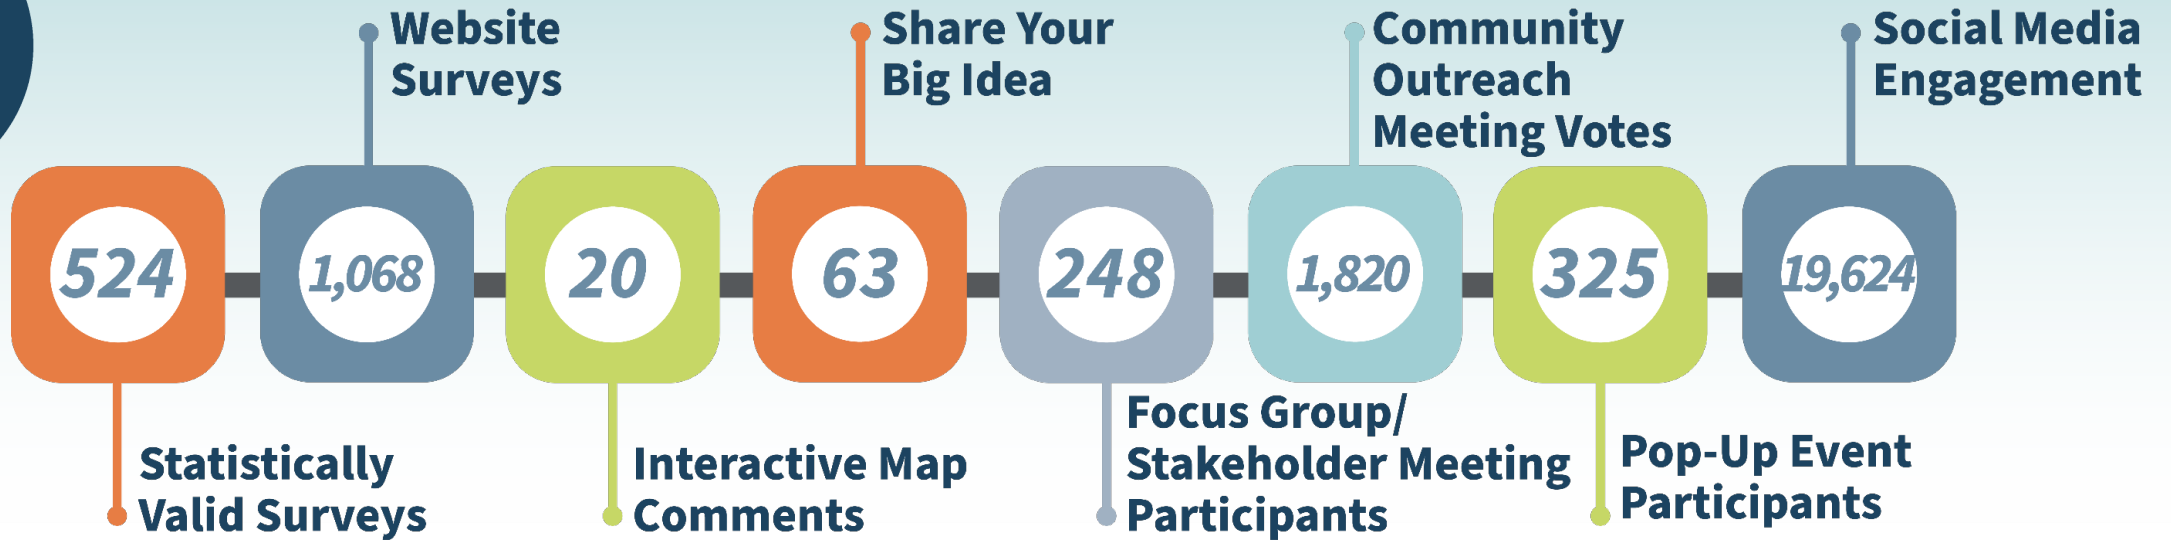 Website
Surveys
Share Your
Big Idea
Community
Outreach
Meeting Votes
Social Media
Engagement
524
1,068
20
63
248
1,820
325
19,624
Statistically
Valid Surveys
Interactive Map
Comments
Focus Group/
Stakeholder Meeting
Participants
Pop-Up Event
Participants